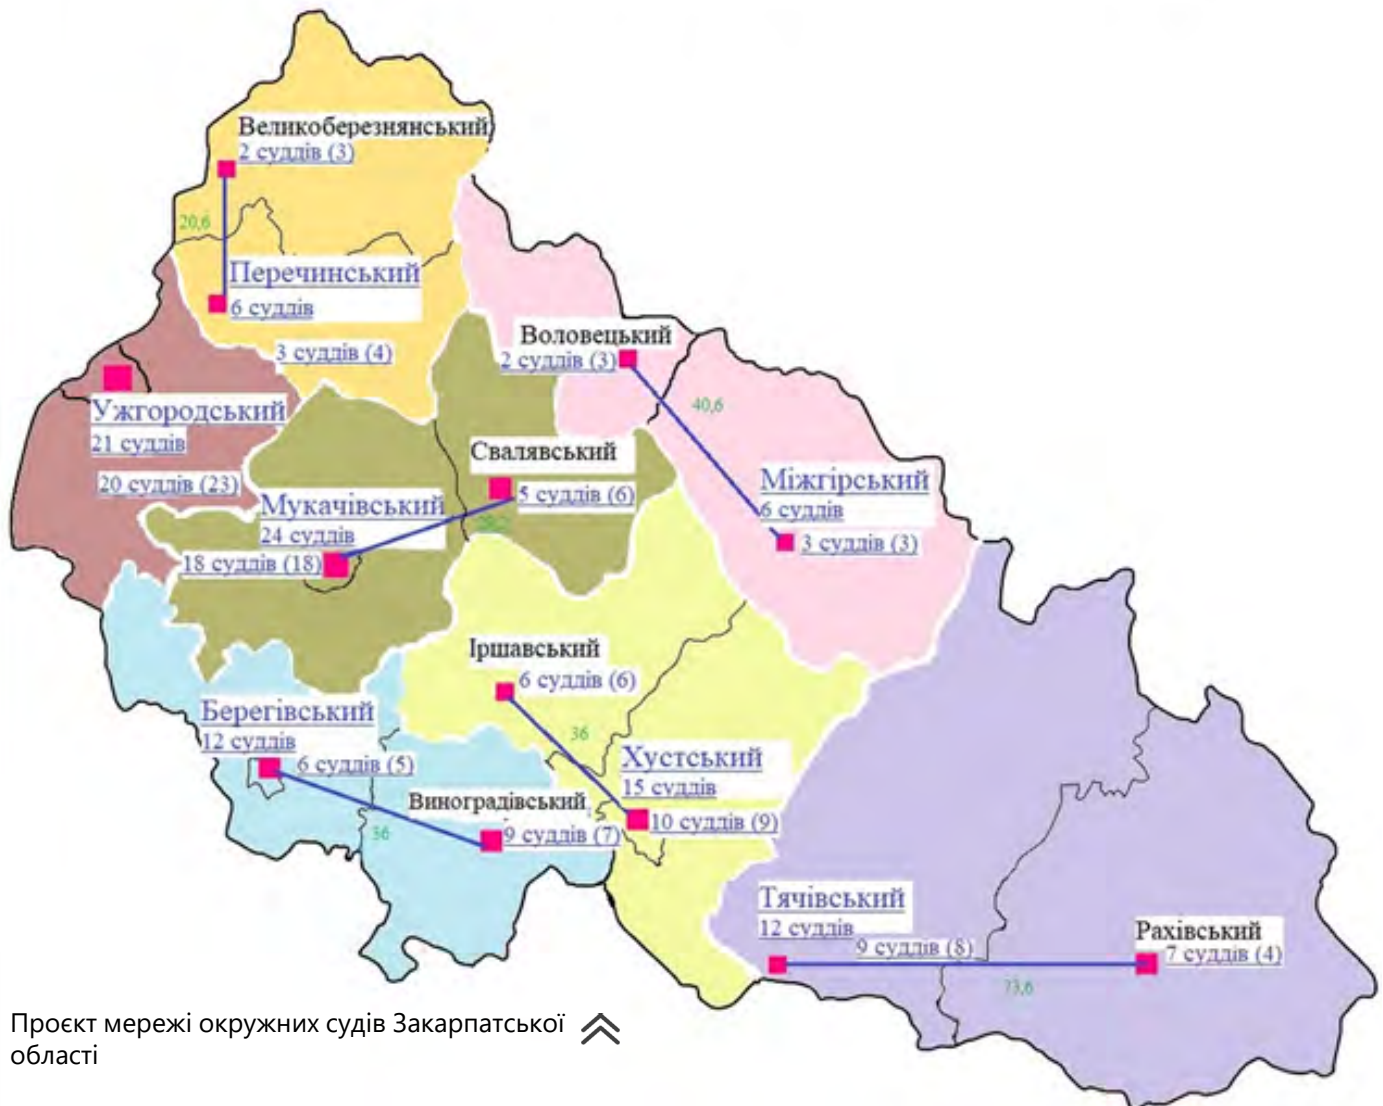 Великоберезнянський
2 суддів (3)
20,6
Перечинський
6 суддів
3 суддів (4)
Воловецький
2 суддів (3)
40,6
Ужгородський
21 суддів
20 суддів (23)
Свалявський
5 суддів (6)
Міжгірський
6 суддів
3 суддів (3)
Мукачівський
24 суддів
18 суддів (18)
Іршавський
6 суддів (6)
36
Берегівський
12 суддів
6 суддів (5)
Хустський
15 суддів
10 суддів (9)
Виноградівський
9 суддів (7)
36
Тячівський
12 суддів
9 суддів (8)
Рахівський
7 суддів (4)
73,6
Проєкт мережі окружних судів Закарпатської
області